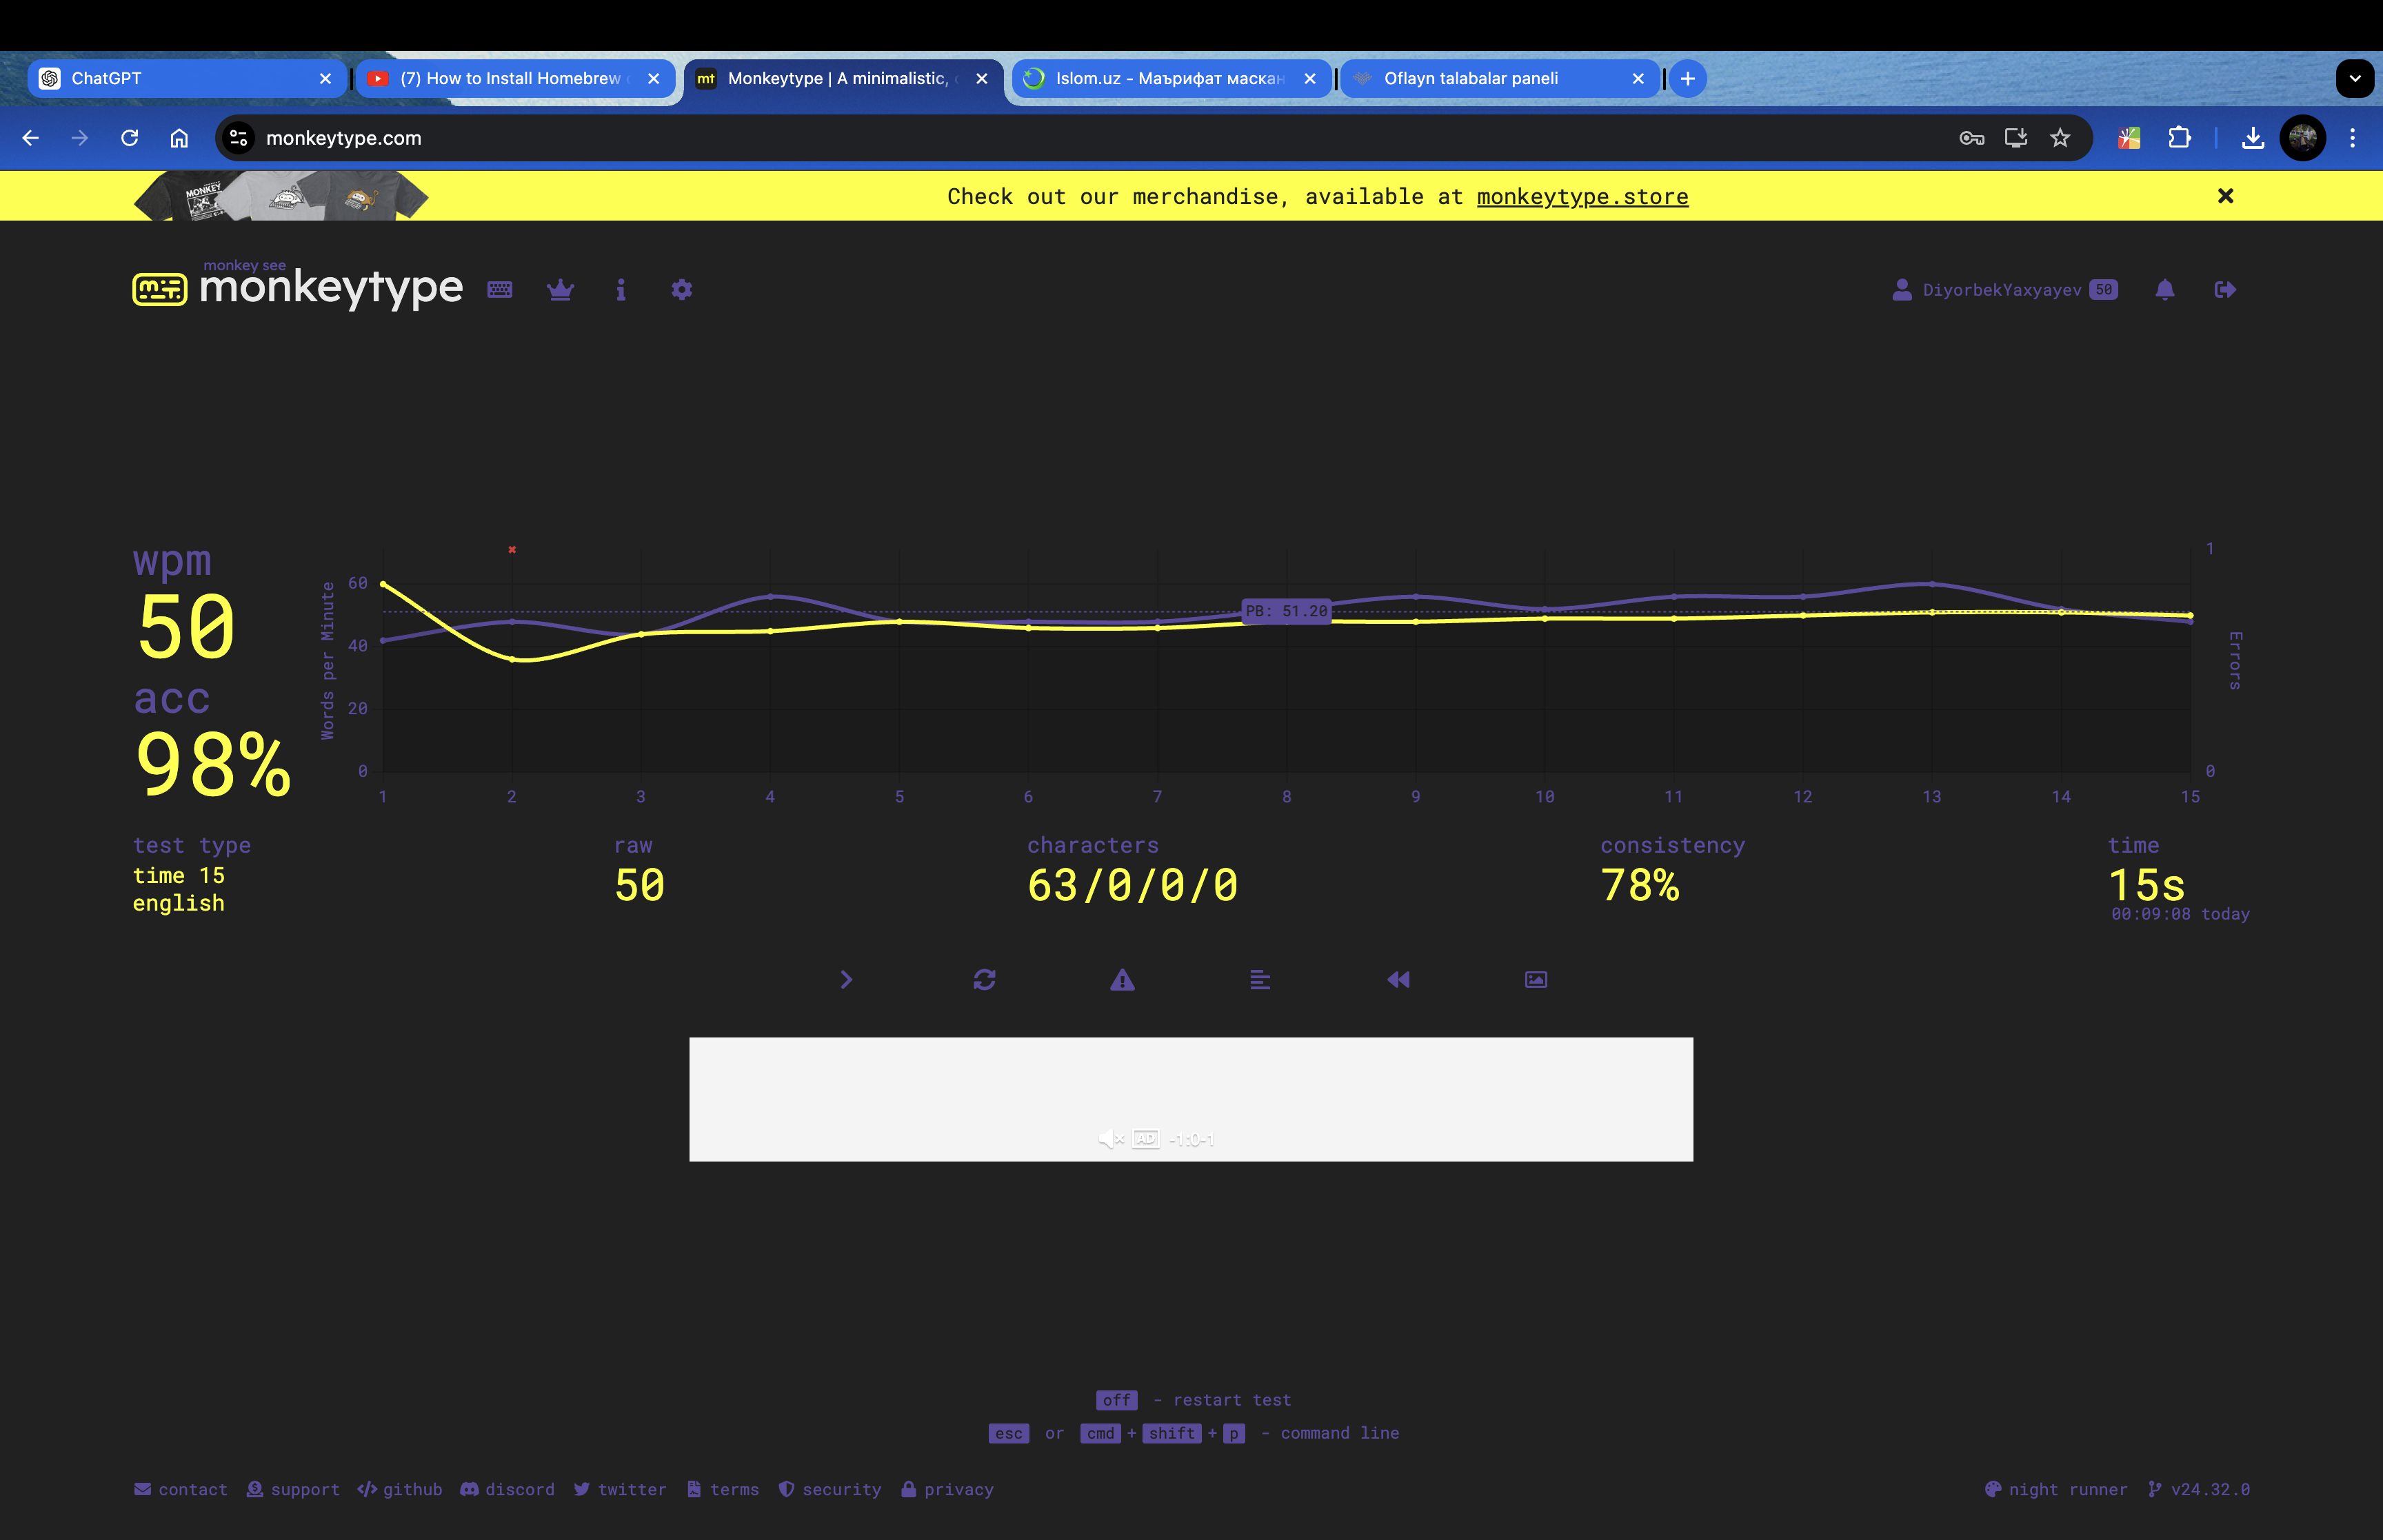 ChatGPT
(7) How to Install Homebrew
Monkeytype | A minimalistic,
Islom.uz - Маърифат маскан
Oflayn talabalar paneli
monkeytype.com
MONKEY
Check out our merchandise, available at monkeytype.store
monkey see
monkeytype
DiyorbekYaxyayev 50
wpm
50
acc
98%
Words per Minute
60
40
20
0
PB: 51.20
1
0
Errors
1 2 3 4 5 6 7 8 9 10 11 12 13 14 15
test type
time 15
english
raw
50
characters
63/0/0/0
consistency
78%
time
15s
00:09:08 today
AD -1:0-1
off - restart test
esc or cmd + shift + p - command line
contact support github discord twitter terms security privacy
night runner v24.32.0